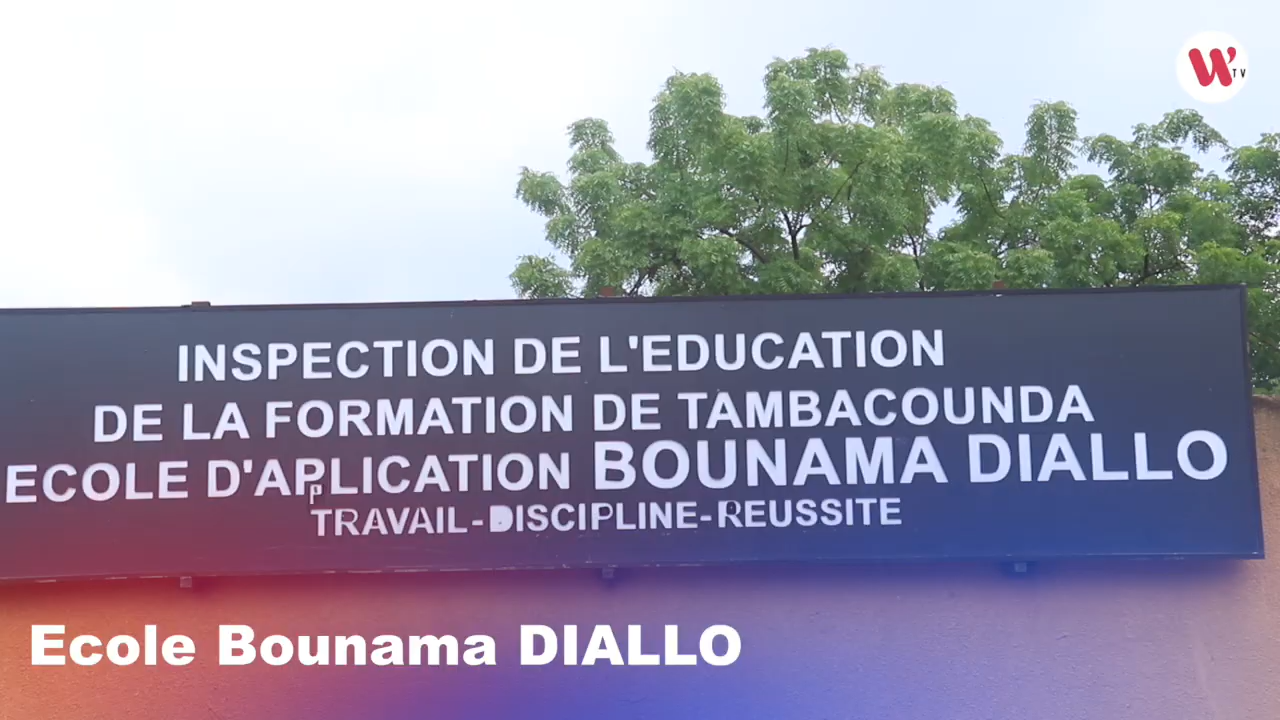 W' TV
INSPECTION DE L'EDUCATION
DE LA FORMATION DE TAMBACOUNDA
ECOLE D'APPLICATION BOUNAMA DIALLO
TRAVAIL-DISCIPLINE-REUSSITE
Ecole Bounama DIALLO